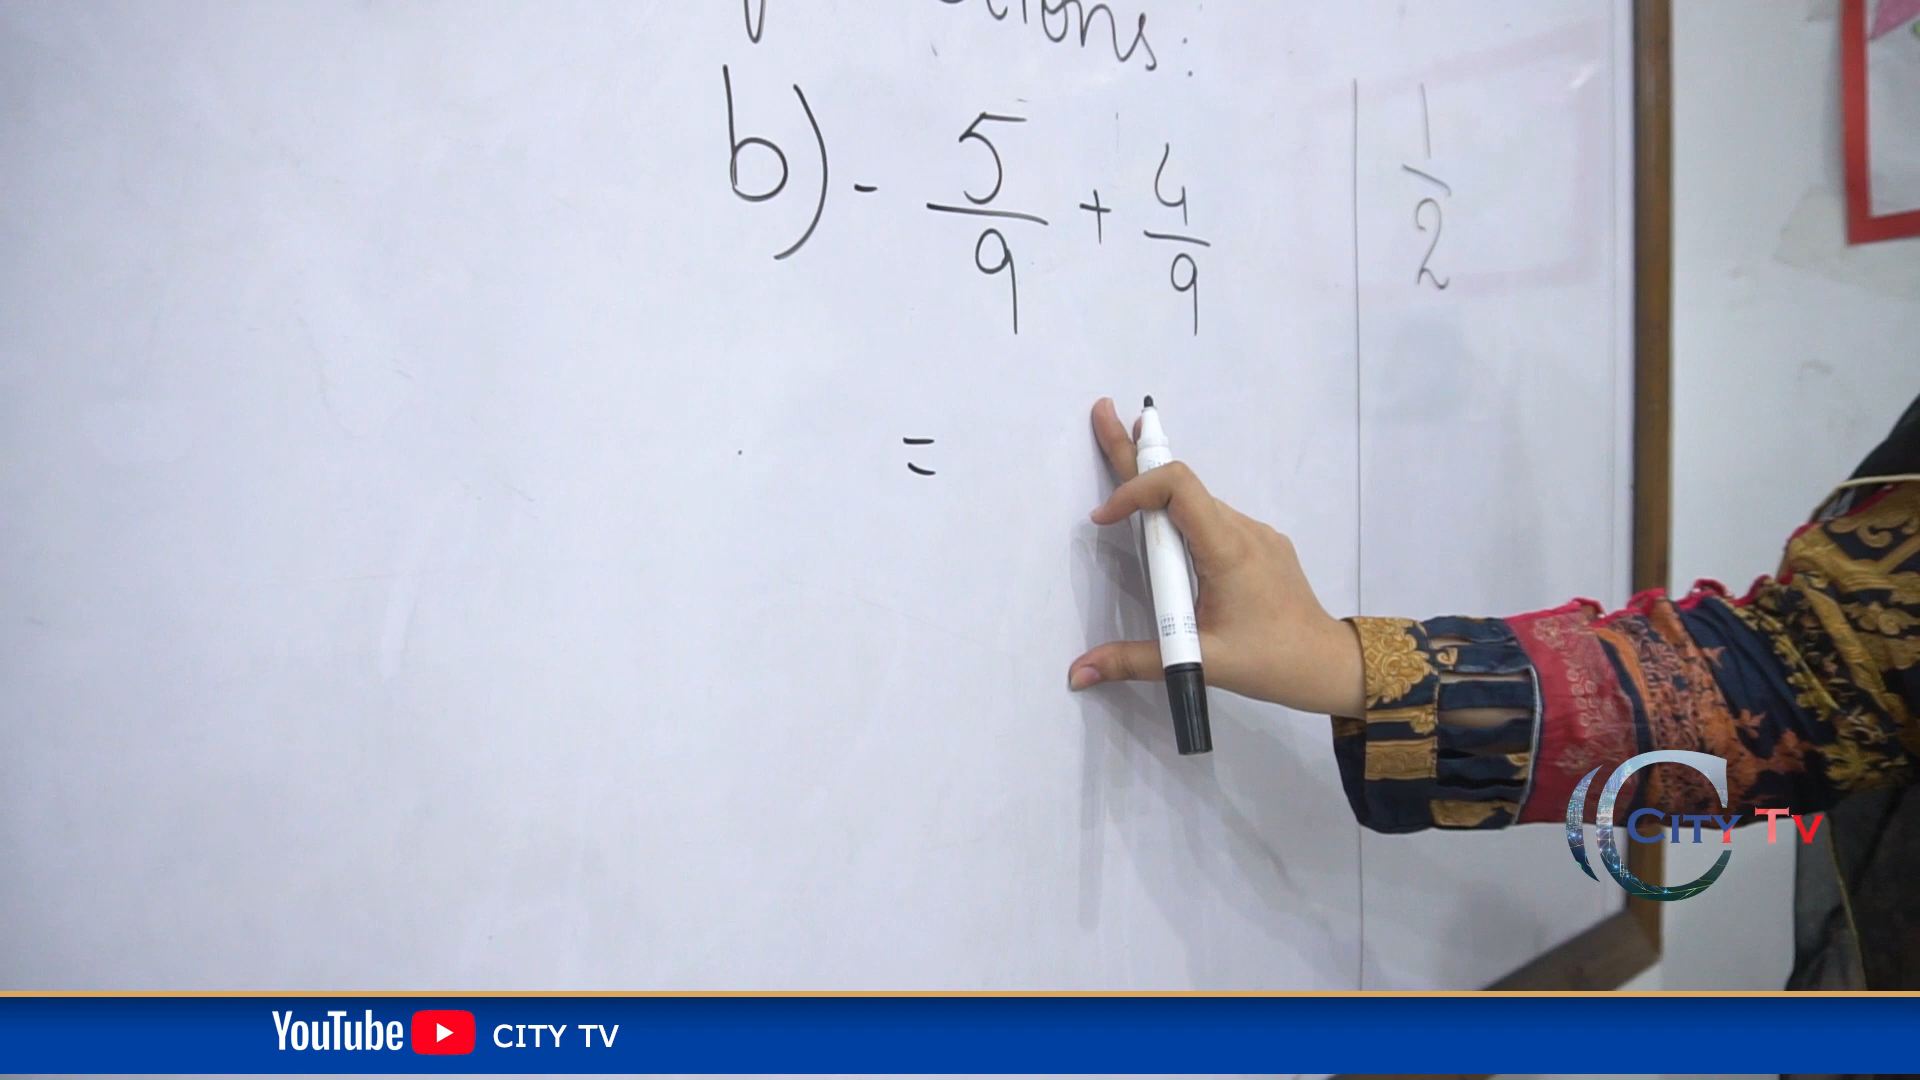 b) - 5/9 + 4/9
1/2
=
CITY TV
YouTube CITY TV